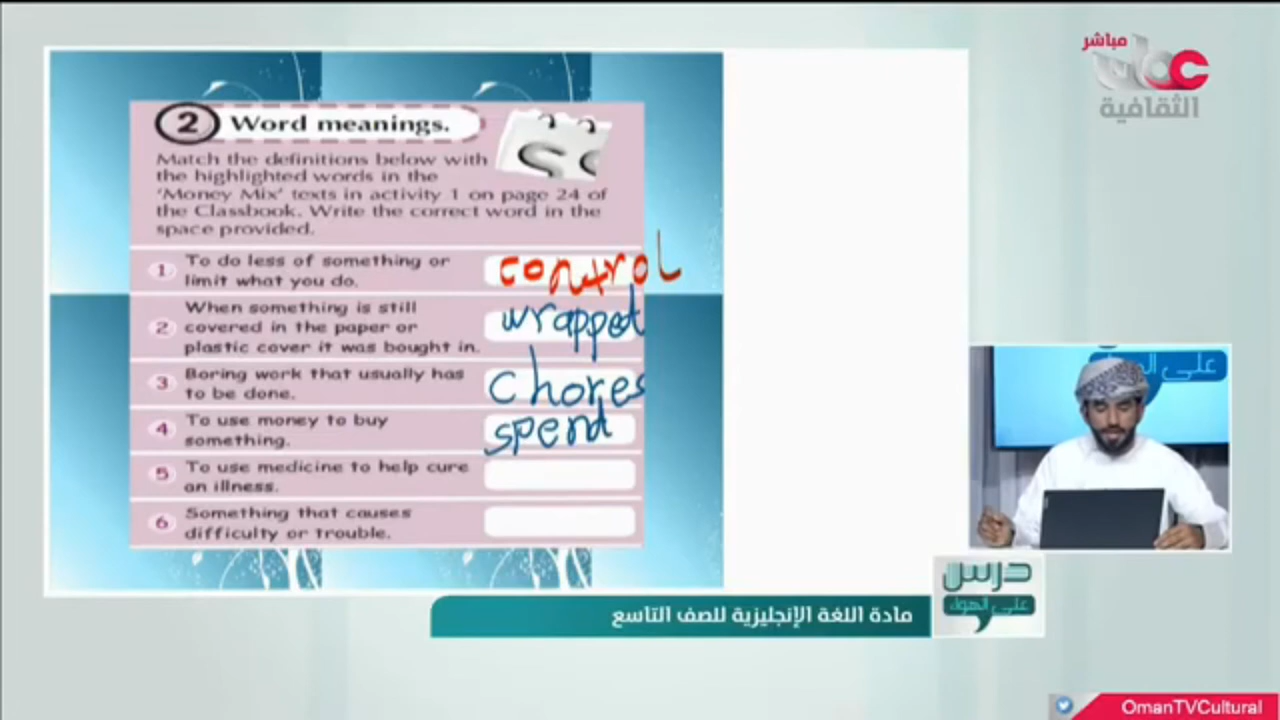 مباشر
الثقافية
2 Word meanings.
Match the definitions below with
the highlighted words in the
'Money Mix' texts in activity 1 on page 24 of
the Classbook. Write the correct word in the
space provided.
1 To do less of something or
limit what you do.
control
2 When something is still
covered in the paper or
plastic cover it was bought in.
wrapped
3 Boring work that usually has
to be done.
chores
4 To use money to buy
something.
spend
5 To use medicine to help cure
an illness.
6 Something that causes
difficulty or trouble.
على الهواء
درس
على الهواء
مادة اللغة الإنجليزية للصف التاسع
OmanTVCultural